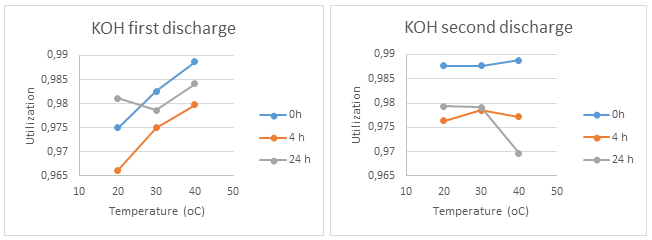 KOH first discharge
0,99
0,985
0,98
0,975
0,97
0,965
Utilization
10 20 30 40 50
Temperature (oC)
0h
4 h
24 h
KOH second discharge
0,99
0,985
0,98
0,975
0,97
0,965
Utilization
10 20 30 40 50
Temperature (oC)
0h
4 h
24 h